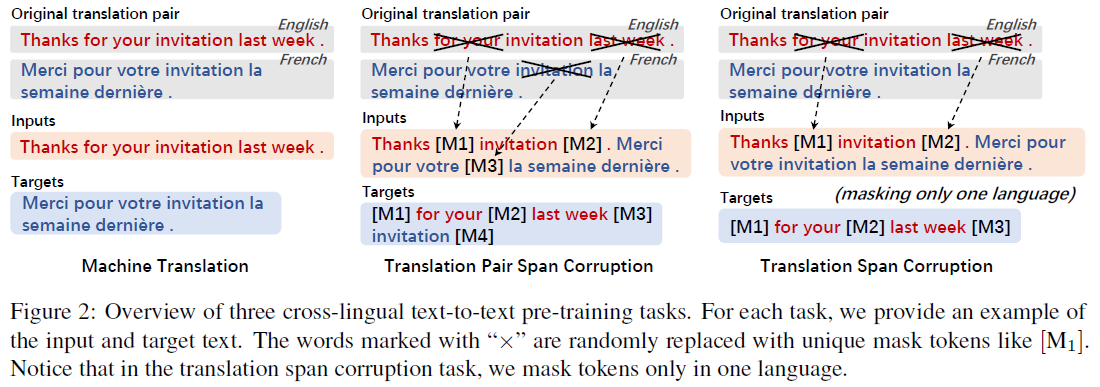 Original translation pair
English
Thanks for your invitation last week .
French
Merci pour votre invitation la
semaine dernière .
Inputs
Thanks for your invitation last week .
Targets
Merci pour votre invitation la
semaine dernière .
Machine Translation
Original translation pair
English
Thanks for your invitation last week .
French
Merci pour votre invitation la
semaine dernière .
Inputs
Thanks [M1] invitation [M2] . Merci
pour votre [M3] la semaine dernière .
Targets
[M1] for your [M2] last week [M3]
invitation [M4]
Translation Pair Span Corruption
Original translation pair
English
Thanks for your invitation last week .
French
Merci pour votre invitation la
semaine dernière .
Inputs
Thanks [M1] invitation [M2] . Merci pour
votre invitation la semaine dernière .
(masking only one language)
Targets
[M1] for your [M2] last week [M3]
Translation Span Corruption
Figure 2: Overview of three cross-lingual text-to-text pre-training tasks. For each task, we provide an example of
the input and target text. The words marked with “×” are randomly replaced with unique mask tokens like [M₁].
Notice that in the translation span corruption task, we mask tokens only in one language.